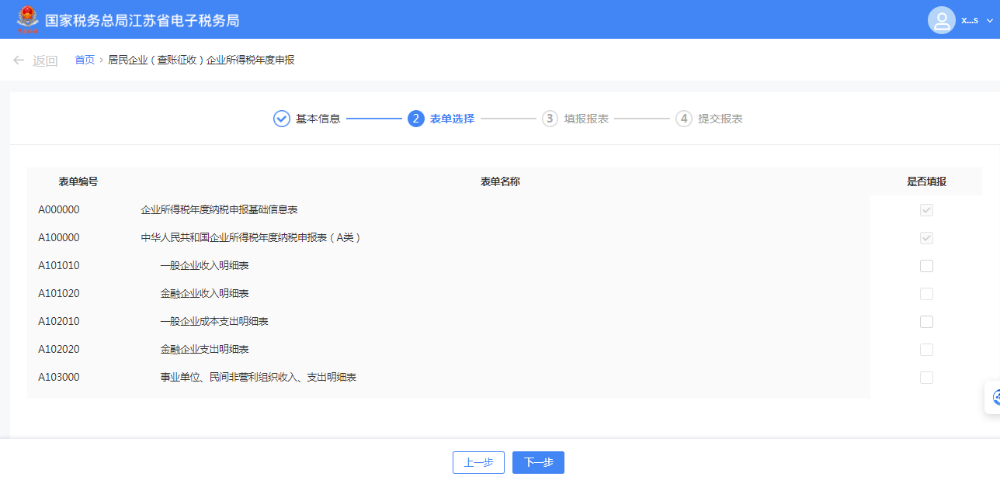 国家税务总局江苏省电子税务局
x...s
返回 首页 › 居民企业（查账征收）企业所得税年度申报
基本信息 2 表单选择 3 填报报表 4 提交报表
表单编号 表单名称 是否填报
A000000 企业所得税年度纳税申报基础信息表
A100000 中华人民共和国企业所得税年度纳税申报表（A类）
A101010 一般企业收入明细表
A101020 金融企业收入明细表
A102010 一般企业成本支出明细表
A102020 金融企业支出明细表
A103000 事业单位、民间非营利组织收入、支出明细表
上一步 下一步